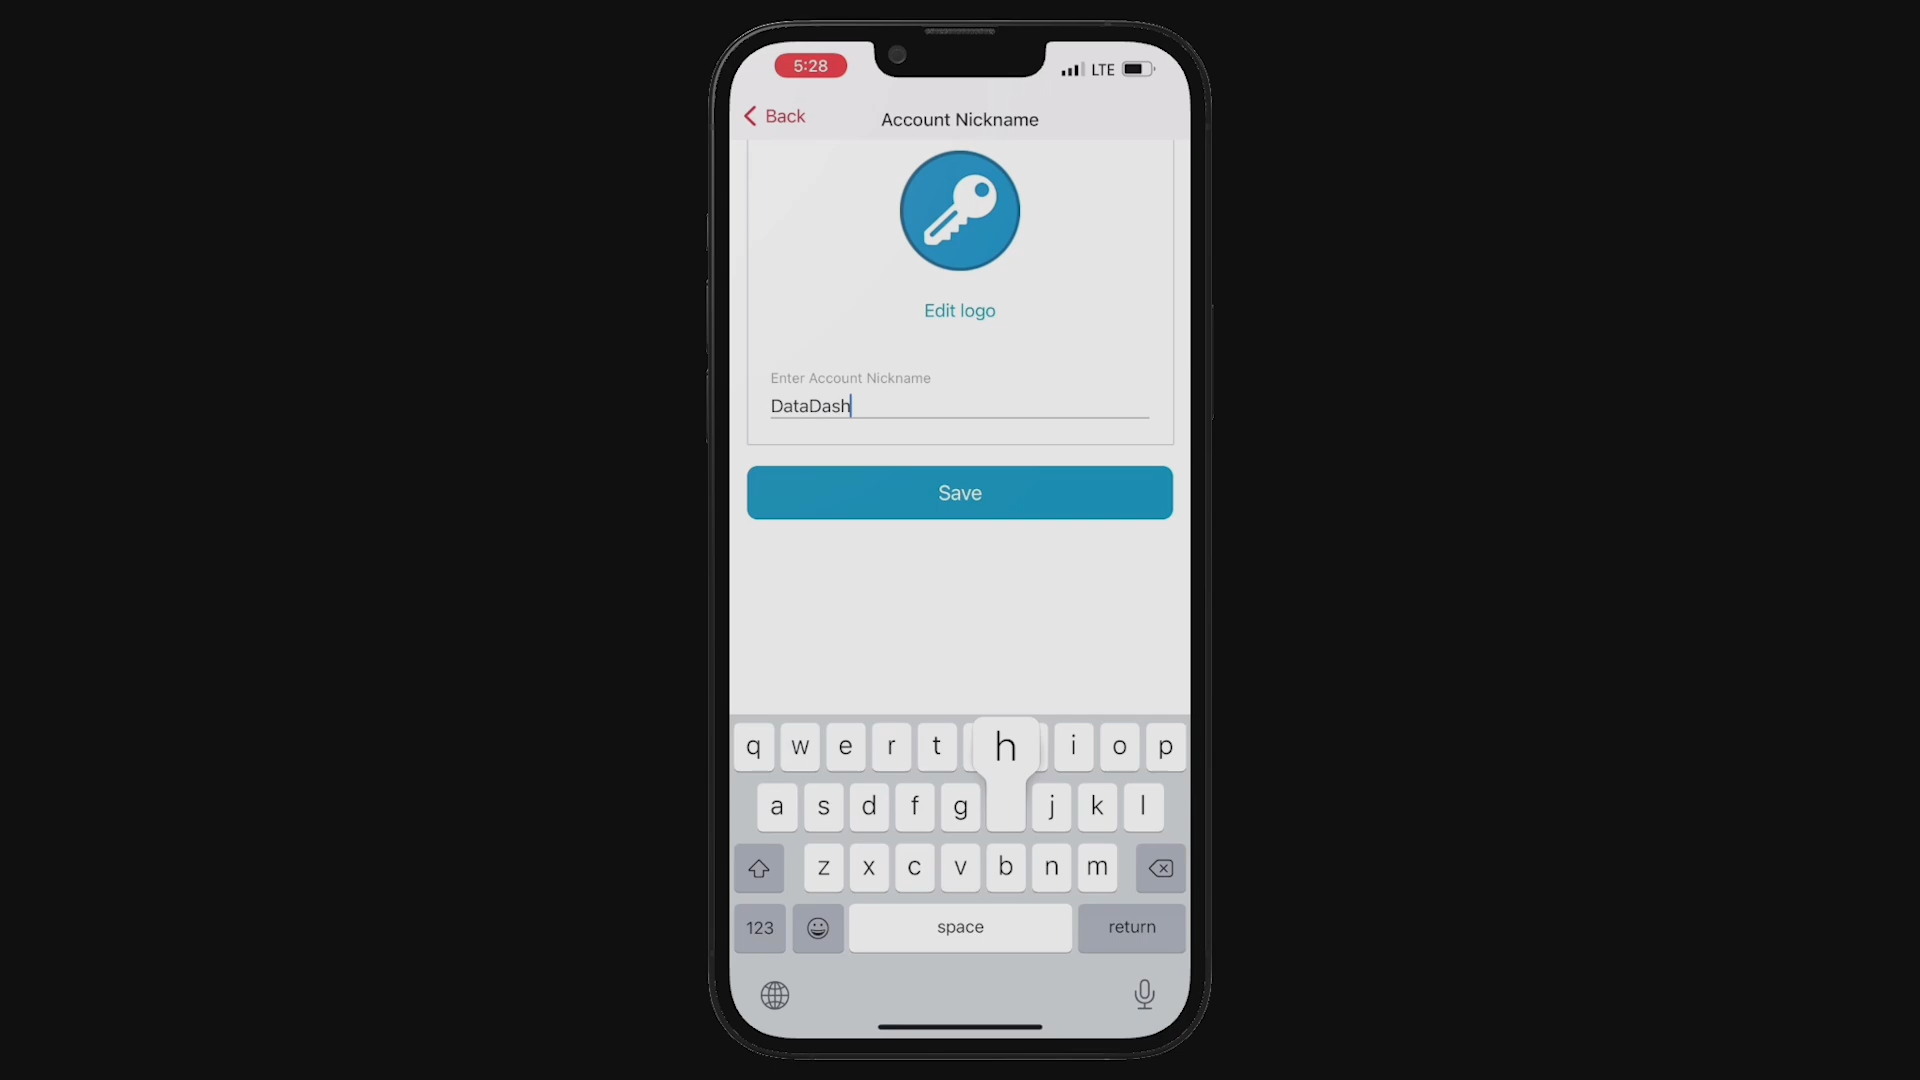 5:28 LTE
Back Account Nickname
Edit logo
Enter Account Nickname
DataDash
Save
q w e r t h i o p
a s d f g j k l
z x c v b n m
123 space return